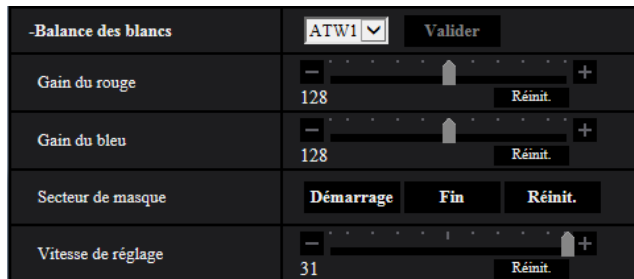 -Balance des blancs ATW1 Valider
Gain du rouge − +
128 Réinit.
Gain du bleu − +
128 Réinit.
Secteur de masque Démarrage Fin Réinit.
Vitesse de réglage − +
31 Réinit.